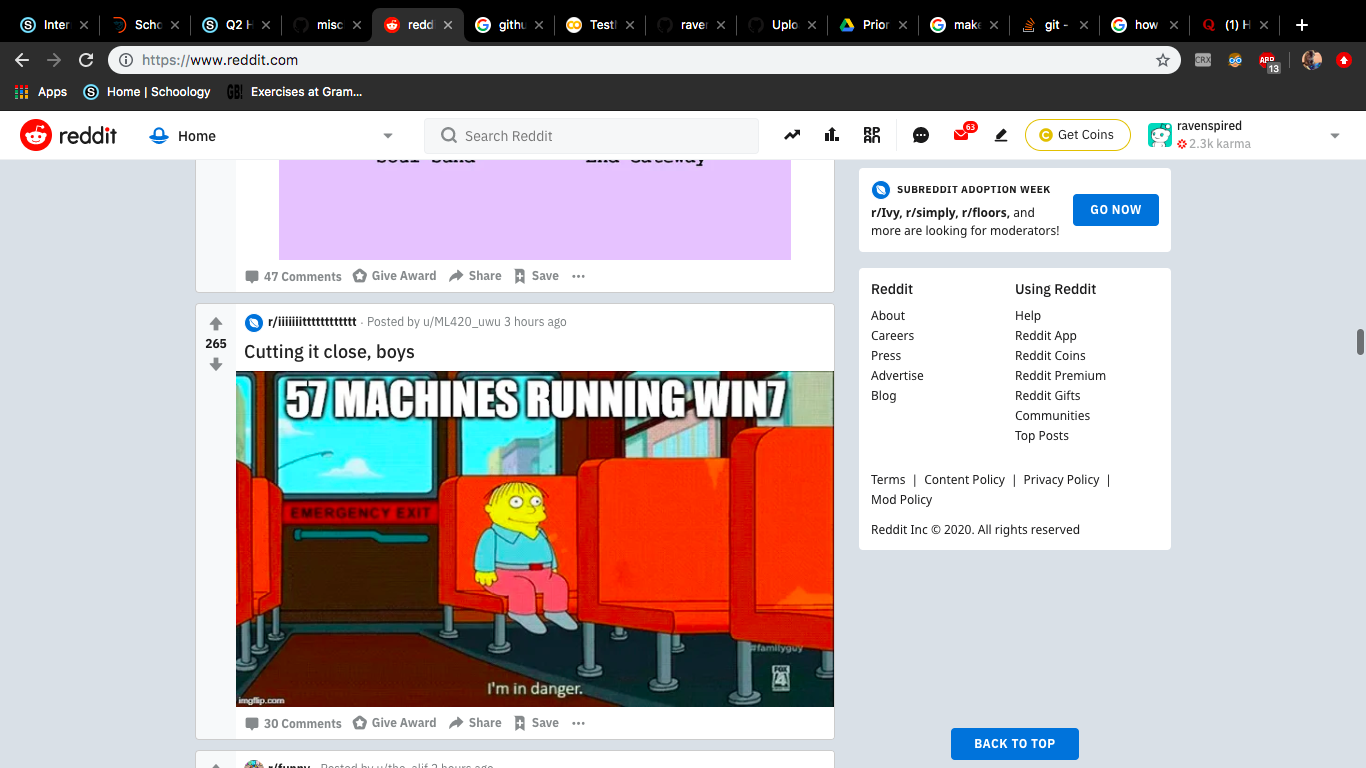 Inter
Scho
Q2 H
misc
redd
githu
Test
raver
Uplo
Prior
make
git -
how
(1) H
https://www.reddit.com
CRX
ABP
13
Apps
Home | Schoology
GB!
Exercises at Gram...
reddit
Home
Search Reddit
63
Get Coins
ravenspired
2.3k karma
Soul Sand
End Gateway
47 Comments
Give Award
Share
Save
r/iiiiiiitttttttttttt · Posted by u/ML420_uwu 3 hours ago
265
Cutting it close, boys
57 MACHINES RUNNING WIN7
EMERGENCY EXIT
#familyguy
FOX
4
I'm in danger.
imgflip.com
30 Comments
Give Award
Share
Save
r/funny · Posted by u/the_alif 2 hours ago
SUBREDDIT ADOPTION WEEK
r/Ivy, r/simply, r/floors, and
more are looking for moderators!
GO NOW
Reddit
About
Careers
Press
Advertise
Blog
Using Reddit
Help
Reddit App
Reddit Coins
Reddit Premium
Reddit Gifts
Communities
Top Posts
Terms | Content Policy | Privacy Policy |
Mod Policy
Reddit Inc © 2020. All rights reserved
BACK TO TOP